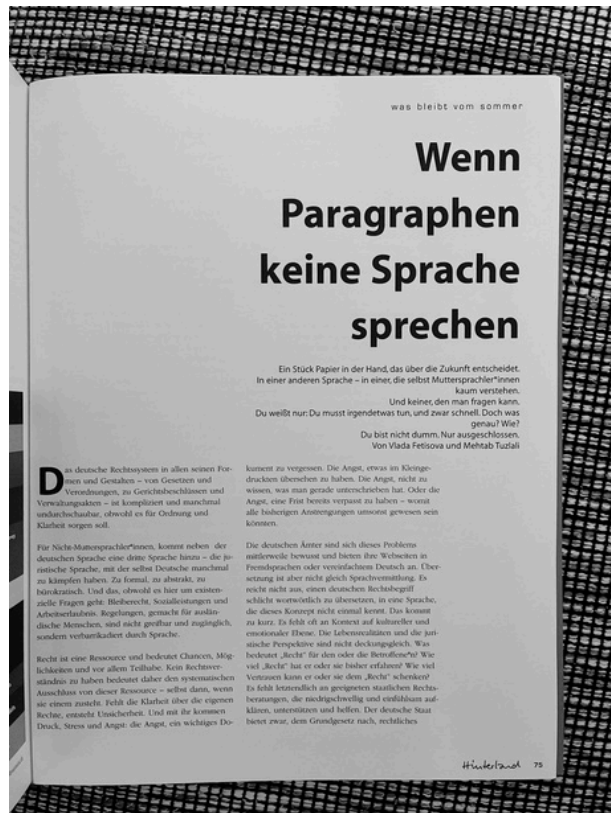 was bleibt vom sommer
Wenn
Paragraphen
keine Sprache
sprechen
Ein Stück Papier in der Hand, das über die Zukunft entscheidet.
In einer anderen Sprache – in einer, die selbst Muttersprachler*innen
kaum verstehen.
Und keiner, den man fragen kann.
Du weißt nur: Du musst irgendetwas tun, und zwar schnell. Doch was
genau? Wie?
Du bist nicht dumm. Nur ausgeschlossen.
Von Vlada Fetisova und Mehtab Tuzlali
Das deutsche Rechtssystem in allen seinen For-
men und Gestalten – von Gesetzen und
Verordnungen, zu Gerichtsbeschlüssen und
Verwaltungsakten – ist kompliziert und manchmal
undurchschaubar, obwohl es für Ordnung und
Klarheit sorgen soll.
Für Nicht-Muttersprachler*innen, kommt neben der
deutschen Sprache eine dritte Sprache hinzu – die ju-
ristische Sprache, mit der selbst Deutsche manchmal
zu kämpfen haben. Zu formal, zu abstrakt, zu
bürokratisch. Und das, obwohl es hier um existen-
zielle Fragen geht: Bleiberecht, Sozialleistungen und
Arbeitserlaubnis. Regelungen, gemacht für auslän-
dische Menschen, sind nicht greifbar und zugänglich,
sondern verbarrikadiert durch Sprache.
Recht ist eine Ressource und bedeutet Chancen, Mög-
lichkeiten und vor allem Teilhabe. Kein Rechtsver-
ständnis zu haben bedeutet daher den systematischen
Ausschluss von dieser Ressource – selbst dann, wenn
sie einem zusteht. Fehlt die Klarheit über die eigenen
Rechte, entsteht Unsicherheit. Und mit ihr kommen
Druck, Stress und Angst: die Angst, ein wichtiges Do-
kument zu vergessen. Die Angst, etwas im Kleinge-
druckten übersehen zu haben. Die Angst, nicht zu
wissen, was man gerade unterschrieben hat. Oder die
Angst, eine Frist bereits verpasst zu haben – womit
alle bisherigen Anstrengungen umsonst gewesen sein
könnten.
Die deutschen Ämter sind sich dieses Problems
mittlerweile bewusst und bieten ihre Webseiten in
Fremdsprachen oder vereinfachtem Deutsch an. Über-
setzung ist aber nicht gleich Sprachvermittlung. Es
reicht nicht aus, einen deutschen Rechtsbegriff
schlicht wortwörtlich zu übersetzen, in eine Sprache,
die dieses Konzept nicht einmal kennt. Das kommt
zu kurz. Es fehlt oft an Kontext auf kultureller und
emotionaler Ebene. Die Lebensrealitäten und die juri-
stische Perspektive sind nicht deckungsgleich. Was
bedeutet „Recht“ für den oder die Betroffene*n? Wie
viel „Recht“ hat er oder sie bisher erfahren? Wie viel
Vertrauen kann er oder sie dem „Recht“ schenken?
Es fehlt letztendlich an geeigneten staatlichen Rechts-
beratungen, die niedrigschwellig und einfühlsam auf-
klären, unterstützen und helfen. Der deutsche Staat
bietet zwar, dem Grundgesetz nach, rechtliches
Hinterland 75